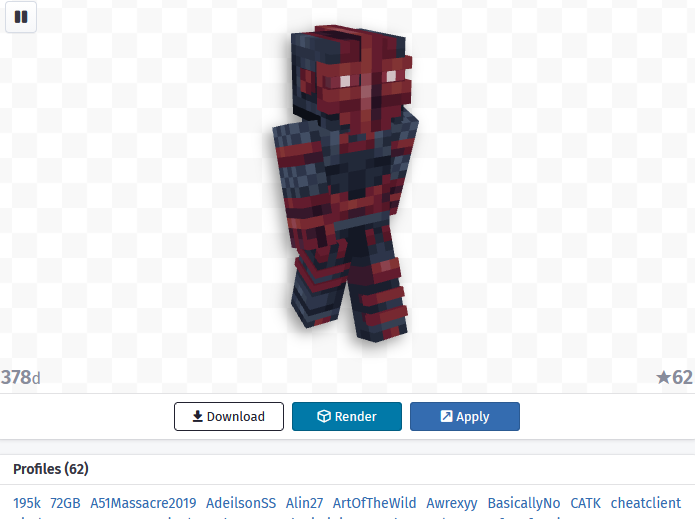 378d
★62
Download
Render
Apply
Profiles (62)
195k 72GB A51Massacre2019 AdeilsonSS Alin27 ArtOfTheWild Awrexyy BasicallyNo CATK cheatclient